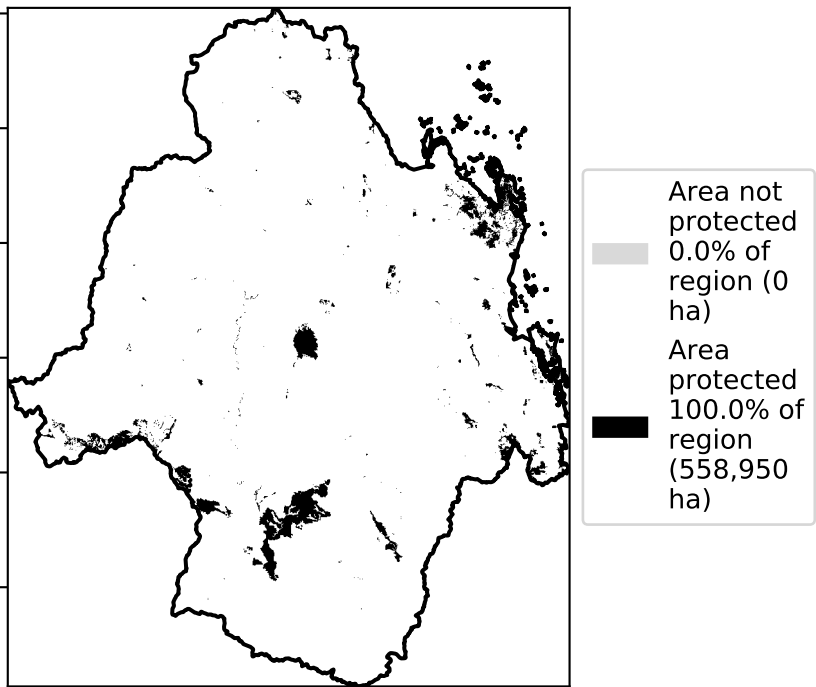 Area not
protected
0.0% of
region (0
ha)
Area
protected
100.0% of
region
(558,950
ha)